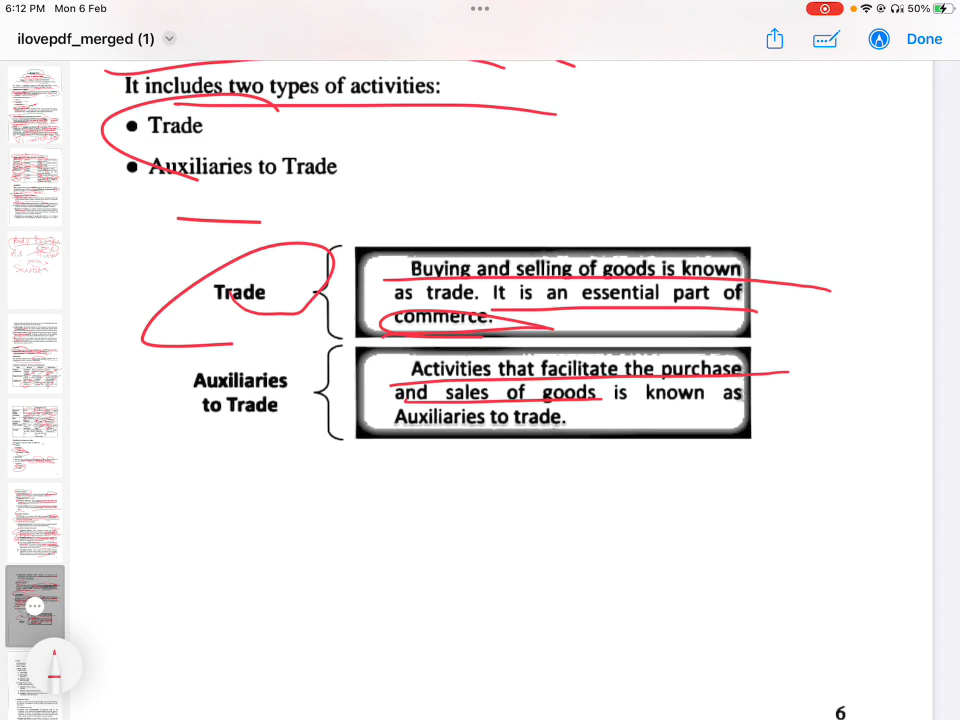 6:12 PM Mon 6 Feb
50%
ilovepdf_merged (1)
Done
It includes two types of activities:
● Trade
● Auxiliaries to Trade
Trade
Buying and selling of goods is known
as trade. It is an essential part of
commerce.
Auxiliaries
to Trade
Activities that facilitate the purchase
and sales of goods is known as
Auxiliaries to trade.
6